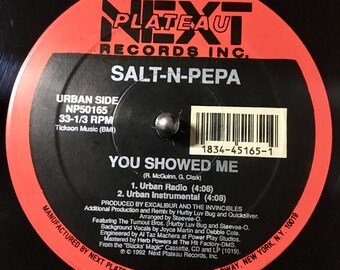 NEXT
PLATEAU
RECORDS INC.
SALT-N-PEPA
URBAN SIDE
NP50165
33-1/3 RPM
Tickson Music (BMI)
1834-45165-1
YOU SHOWED ME
(R. McGuinn, G. Clark)
1. Urban Radio (4:08)
2. Urban Instrumental (4:08)
PRODUCED BY EXCALIBUR AND THE INVINCIBLES
Additional Production and Remix by Hurby Luv Bug and Quicksilver.
Arranged by Steevee-O.
Featuring The Turnout Bros. (Hurby Luv Bug and Steevee-O).
Background Vocals by Joyce Martin and Debbie Cole.
Engineered by Al Taz Machera at Power Play Studios.
Mastered by Herb Powers at The Hit Factory-DMS.
From the "Blacks' Magic" Cassette, CD and LP (1019).
℗ © 1992 Next Plateau Records, Inc.
MANUFACTURED BY NEXT PLATEAU
WAY, NEW YORK, N.Y. 10019